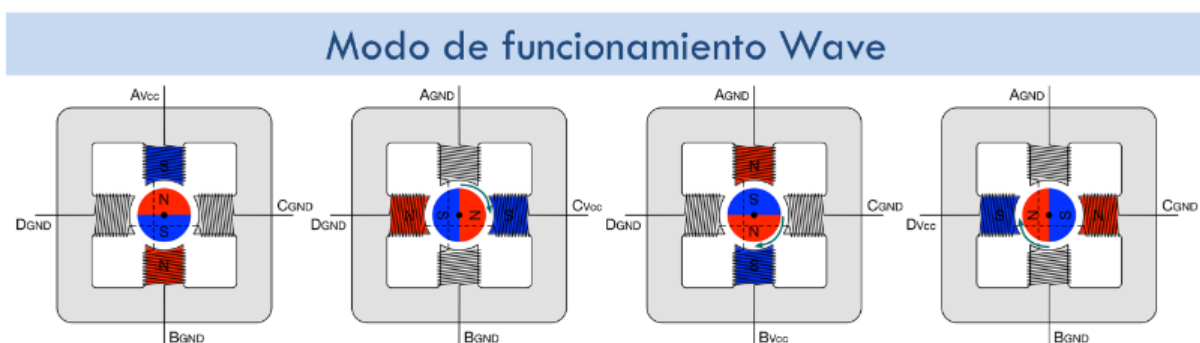 Modo de funcionamiento Wave
AVcc AGND AGND AGND
S N
N S
DGND CGND DGND N S N S CVcc DGND CGND DVcc S N S N CGND
S N
N S
BGND BGND BVcc BGND